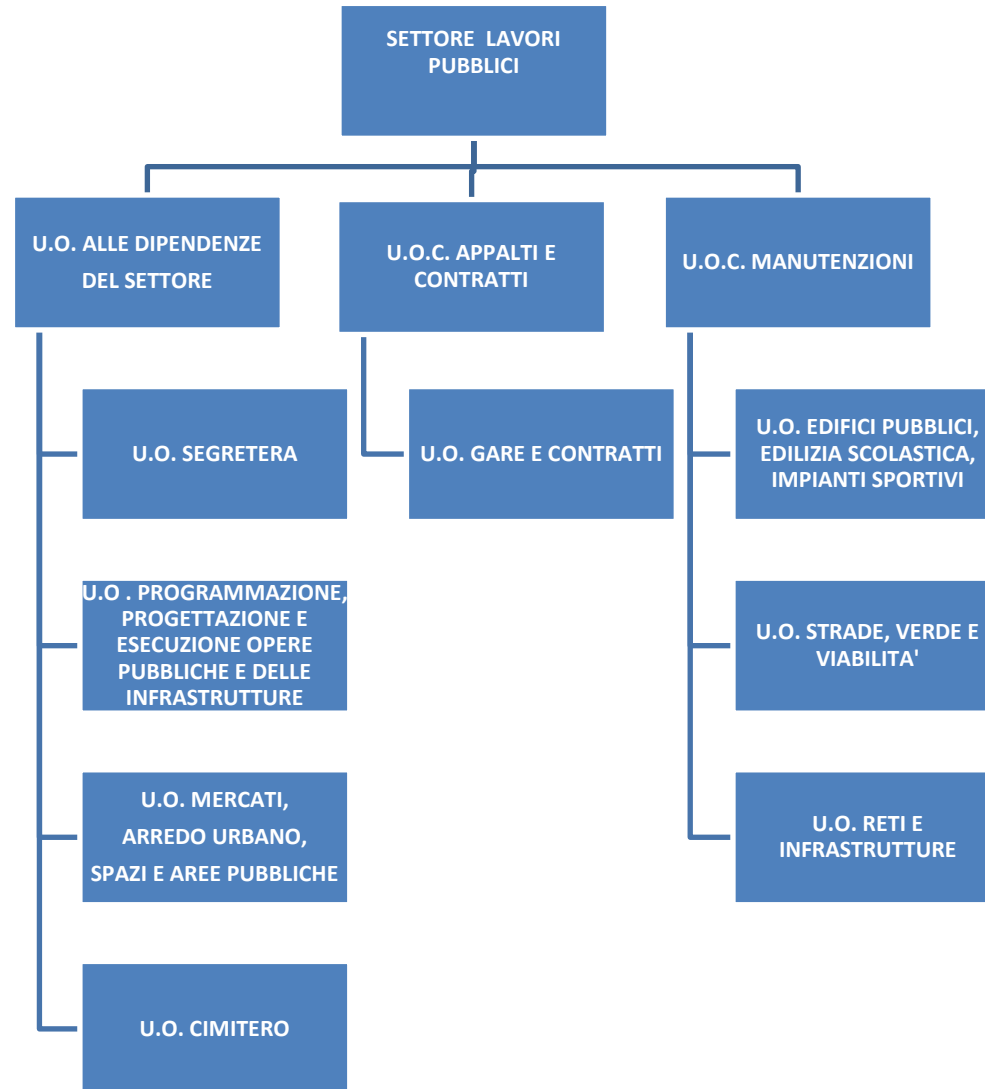 SETTORE LAVORI
PUBBLICI
U.O. ALLE DIPENDENZE
DEL SETTORE
U.O.C. APPALTI E
CONTRATTI
U.O.C. MANUTENZIONI
U.O. SEGRETERA
U.O. GARE E CONTRATTI
U.O. EDIFICI PUBBLICI,
EDILIZIA SCOLASTICA,
IMPIANTI SPORTIVI
U.O . PROGRAMMAZIONE,
PROGETTAZIONE E
ESECUZIONE OPERE
PUBBLICHE E DELLE
INFRASTRUTTURE
U.O. STRADE, VERDE E
VIABILITA'
U.O. MERCATI,
ARREDO URBANO,
SPAZI E AREE PUBBLICHE
U.O. RETI E
INFRASTRUTTURE
U.O. CIMITERO